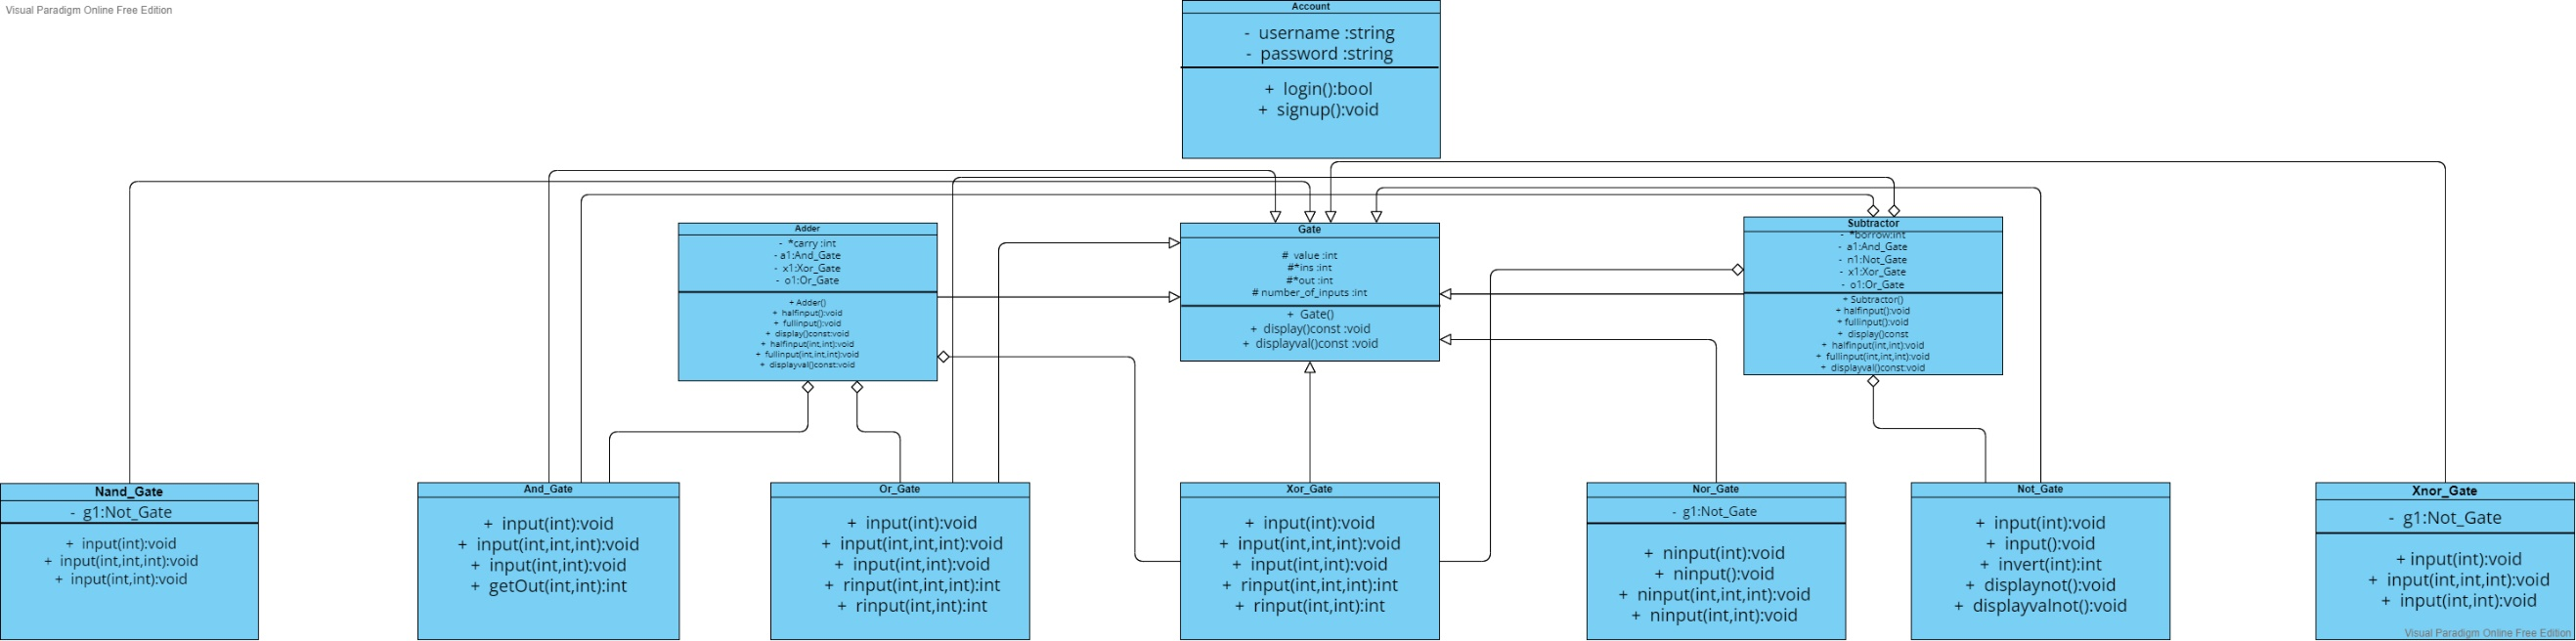 Visual Paradigm Online Free Edition
Account
- username :string
- password :string
+ login():bool
+ signup():void
Adder
- *carry :int
- a1:And_Gate
- x1:Xor_Gate
- o1:Or_Gate
+ Adder()
+ halfinput():void
+ fullinput():void
+ display()const:void
+ halfinput(int,int):void
+ fullinput(int,int,int):void
+ displayval()const:void
Gate
# value :int
#*ins :int
#*out :int
# number_of_inputs :int
+ Gate()
+ display()const :void
+ displayval()const :void
Subtractor
- *borrow:int
- a1:And_Gate
- n1:Not_Gate
- x1:Xor_Gate
- o1:Or_Gate
+ Subtractor()
+ halfinput():void
+ fullinput():void
+ display()const
+ halfinput(int,int):void
+ fullinput(int,int,int):void
+ displayval()const:void
Nand_Gate
- g1:Not_Gate
+ input(int):void
+ input(int,int,int):void
+ input(int,int):void
And_Gate
+ input(int):void
+ input(int,int,int):void
+ input(int,int):void
+ getOut(int,int):int
Or_Gate
+ input(int):void
+ input(int,int,int):void
+ input(int,int):void
+ rinput(int,int,int):int
+ rinput(int,int):int
Xor_Gate
+ input(int):void
+ input(int,int,int):void
+ input(int,int):void
+ rinput(int,int,int):int
+ rinput(int,int):int
Nor_Gate
- g1:Not_Gate
+ ninput(int):void
+ ninput():void
+ ninput(int,int,int):void
+ ninput(int,int):void
Not_Gate
+ input(int):void
+ input():void
+ invert(int):int
+ displaynot():void
+ displayvalnot():void
Xnor_Gate
- g1:Not_Gate
+ input(int):void
+ input(int,int,int):void
+ input(int,int):void
Visual Paradigm Online Free Edition